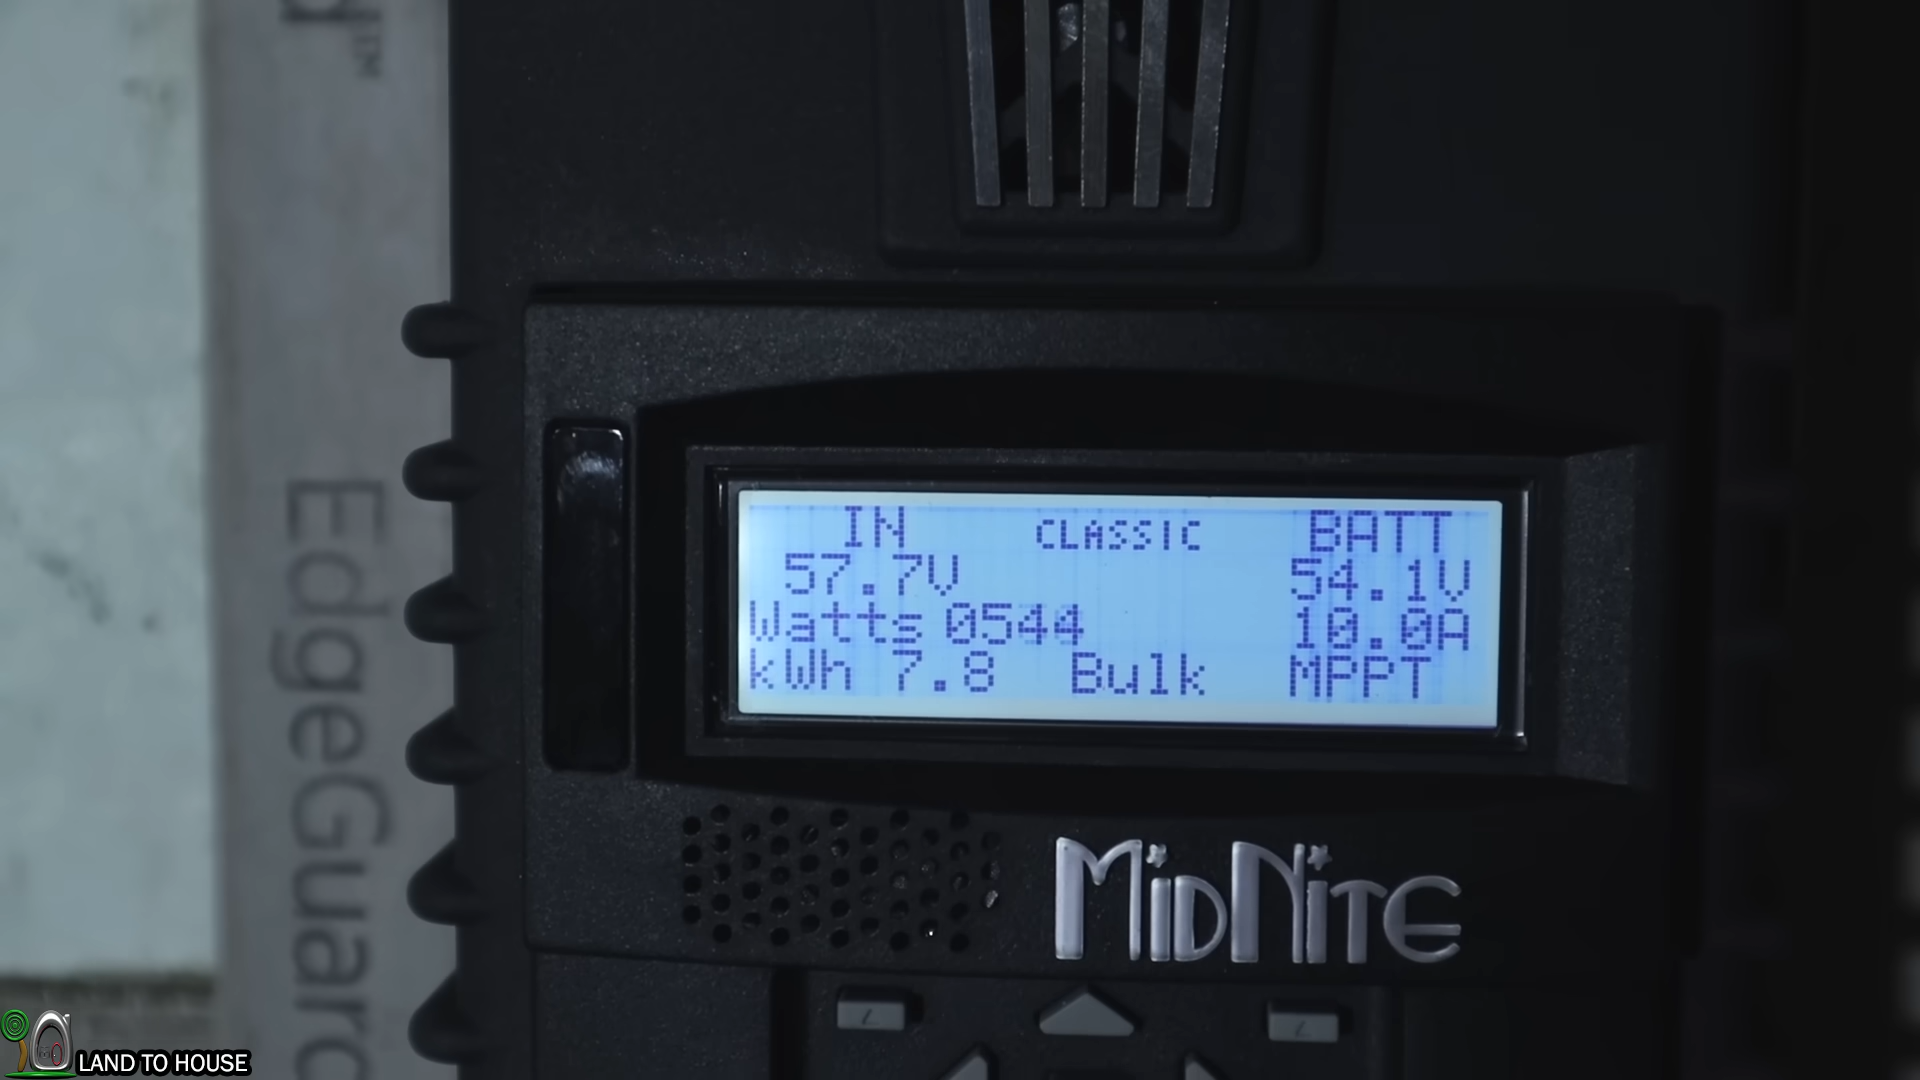 d™
EdgeGuard
IN CLASSIC BATT
57.7V 54.1V
Watts 0544 10.0A
kWh 7.8 Bulk MPPT
MidNite
LAND TO HOUSE